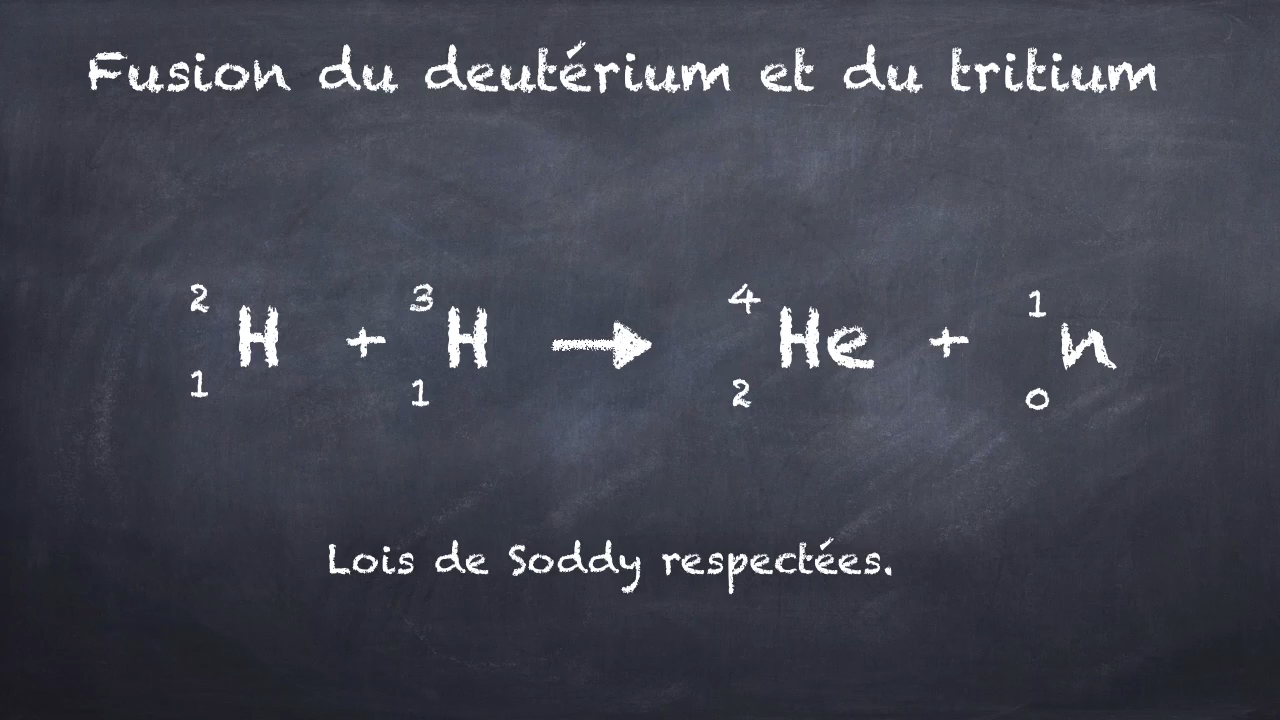 Fusion du deutérium et du tritium
²₁H + ³₁H → ⁴₂He + ¹₀n
Lois de Soddy respectées.